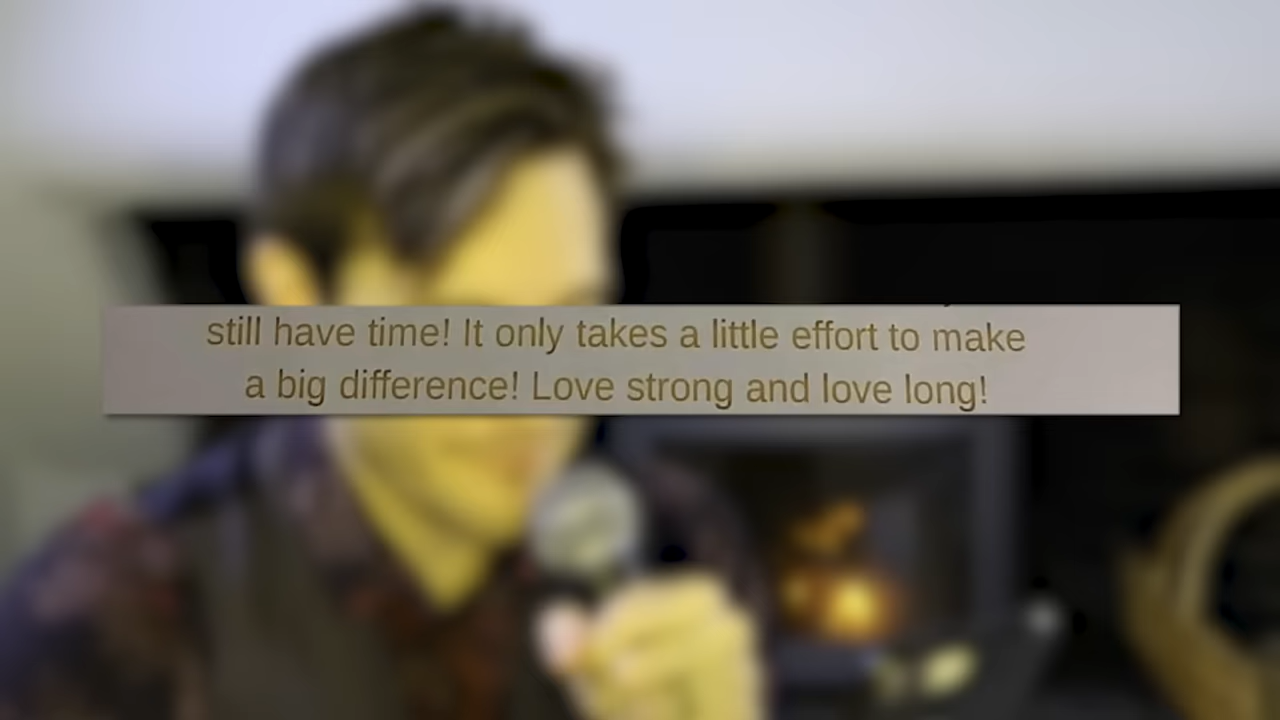 still have time! It only takes a little effort to make
a big difference! Love strong and love long!